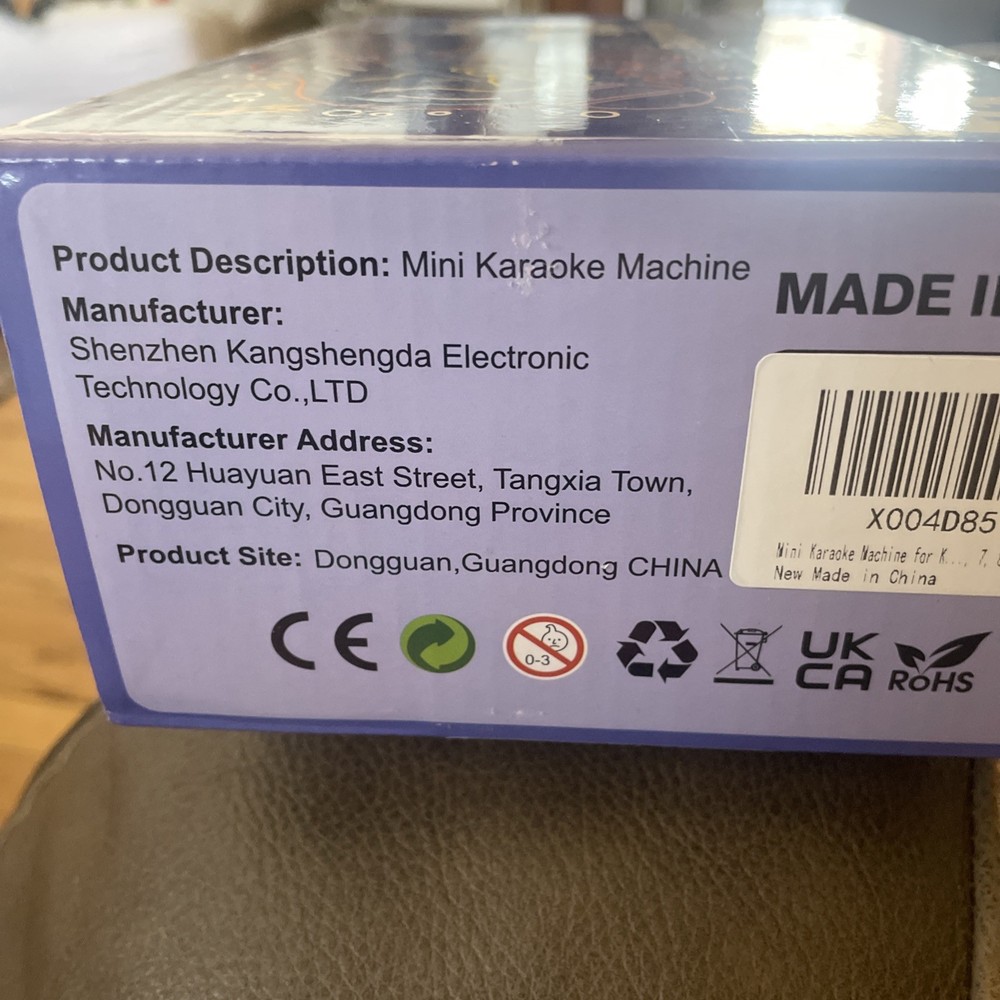 Product Description: Mini Karaoke Machine
Manufacturer:
Shenzhen Kangshengda Electronic
Technology Co.,LTD
Manufacturer Address:
No.12 Huayuan East Street, Tangxia Town,
Dongguan City, Guangdong Province
Product Site: Dongguan,Guangdong CHINA
MADE
X004D85
Mini Karaoke Machine for K..., 7,
New Made in China
CE
0-3
UK
CA
RoHS